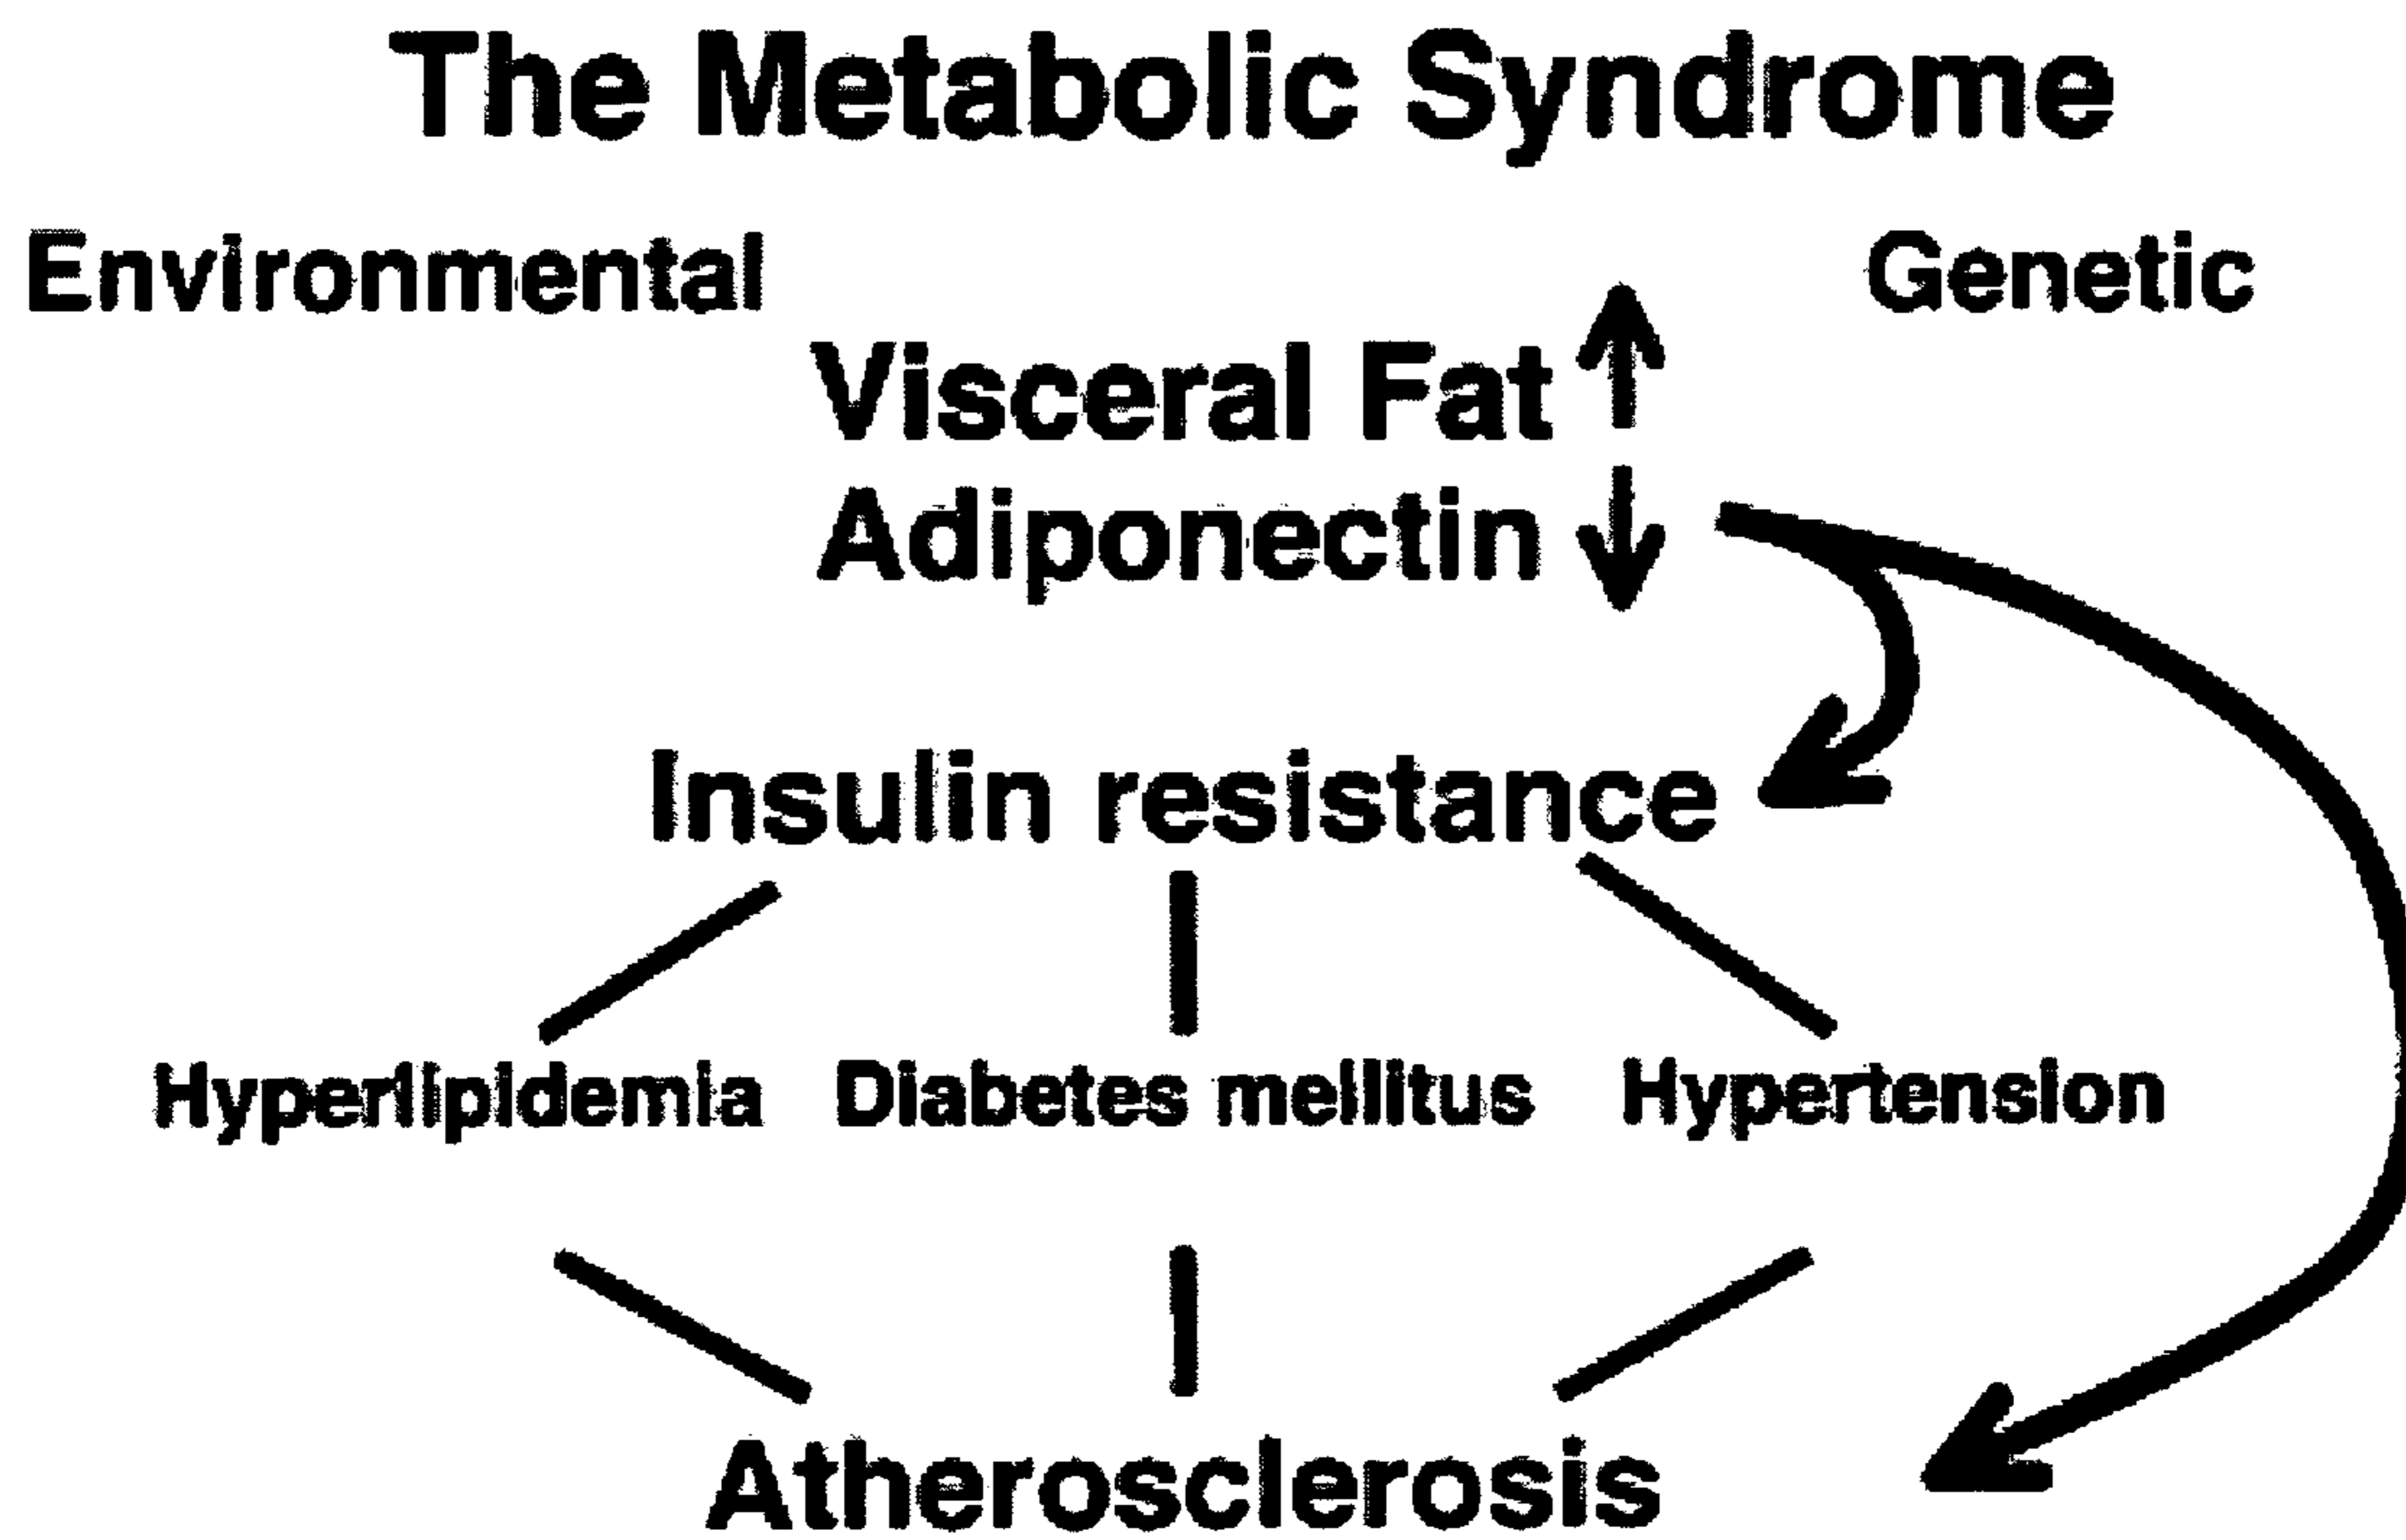 The Metabolic Syndrome
Environmental Genetic
Visceral Fat
Adiponectin
Insulin resistance
Hyperlipidemia Diabetes mellitus Hypertension
Atherosclerosis